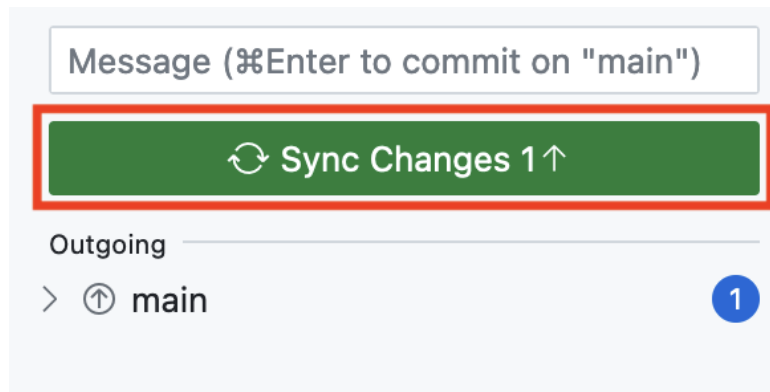 Message (⌘Enter to commit on "main")
Sync Changes 1↑
Outgoing
main
1